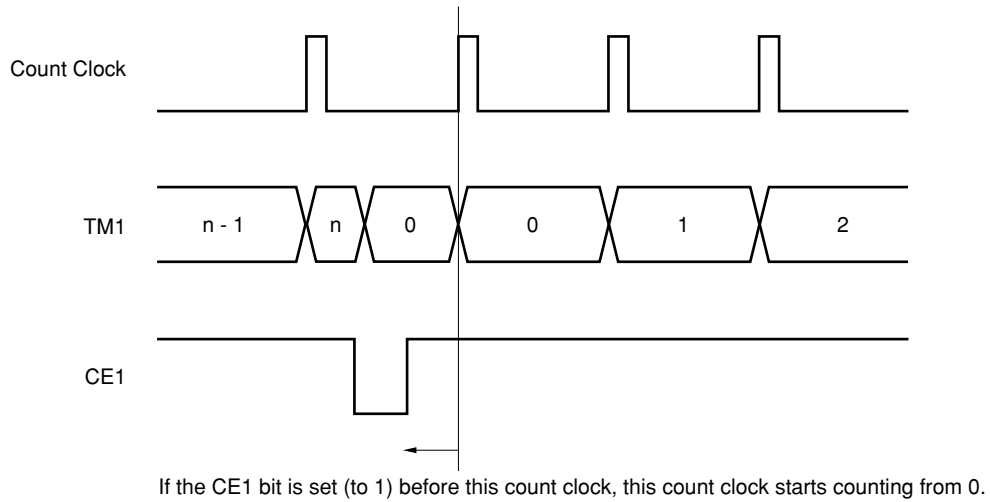 Count Clock
TM1
n - 1
n
0
0
1
2
CE1
If the CE1 bit is set (to 1) before this count clock, this count clock starts counting from 0.